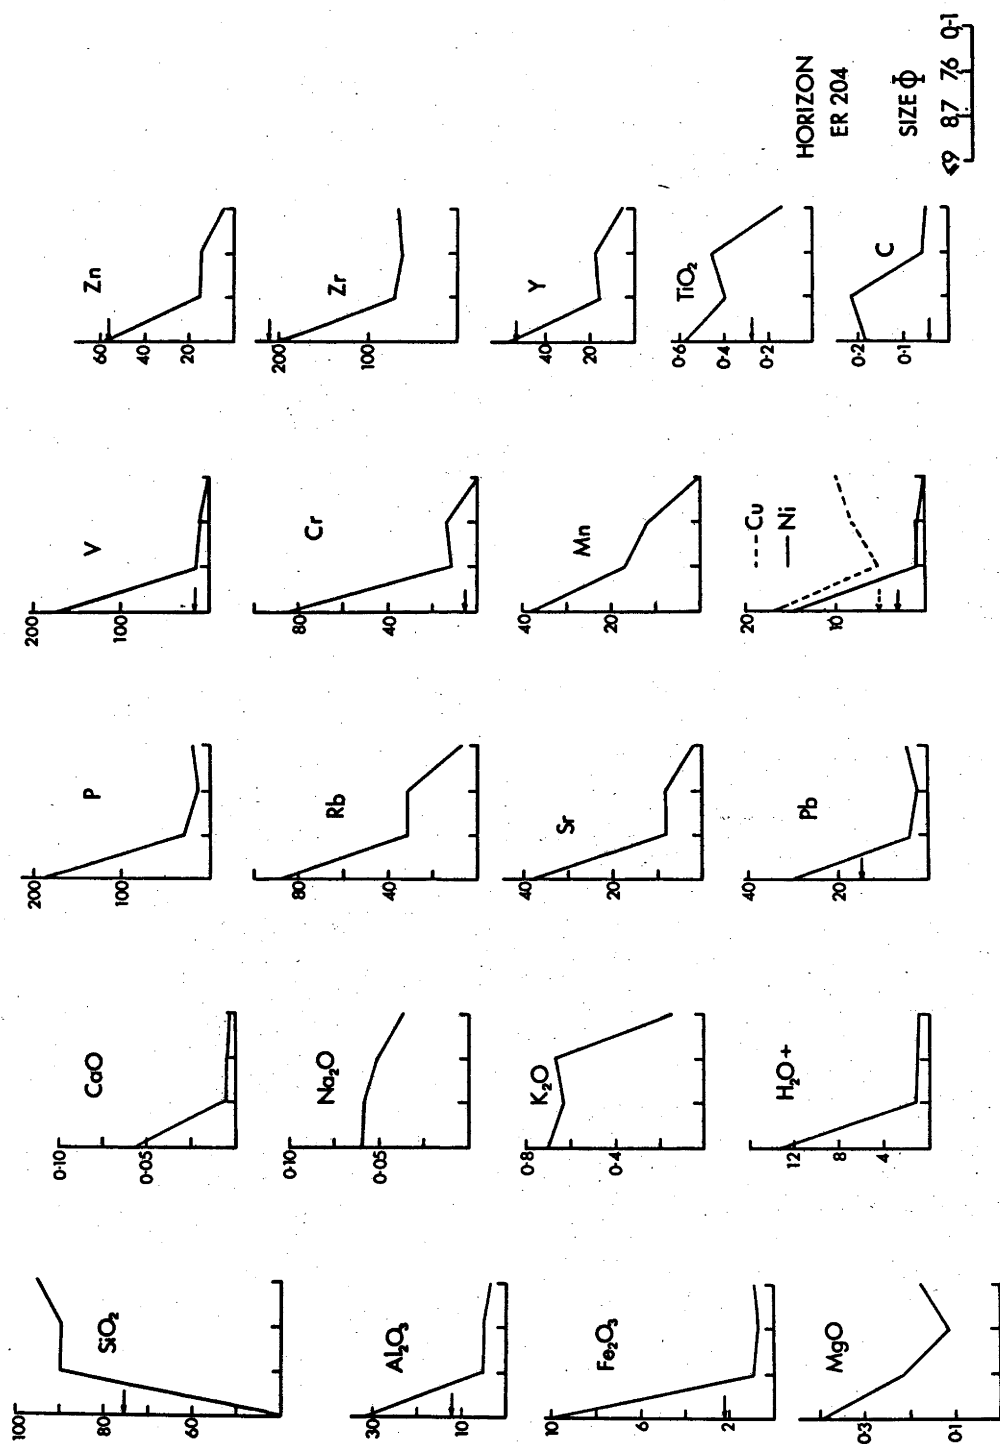 100
SiO₂
80
60
30
Al₂O₃
10
10
Fe₂O₃
6
2
MgO
0·3
0·1
0·10
CaO
0·05
0·10
Na₂O
0·05
0·8
K₂O
0·4
H₂O+
12
8
4
200
P
100
Rb
80
40
40
Sr
20
40
Pb
20
200
V
100
Cr
80
40
40
Mn
20
20
--- Cu
— Ni
10
Zn
60
40
20
Zr
200
100
Y
40
20
TiO₂
0·6
0·4
0·2
C
0·2
0·1
HORIZON
ER 204
SIZE Φ
<9 8,7 7,6 0,-1